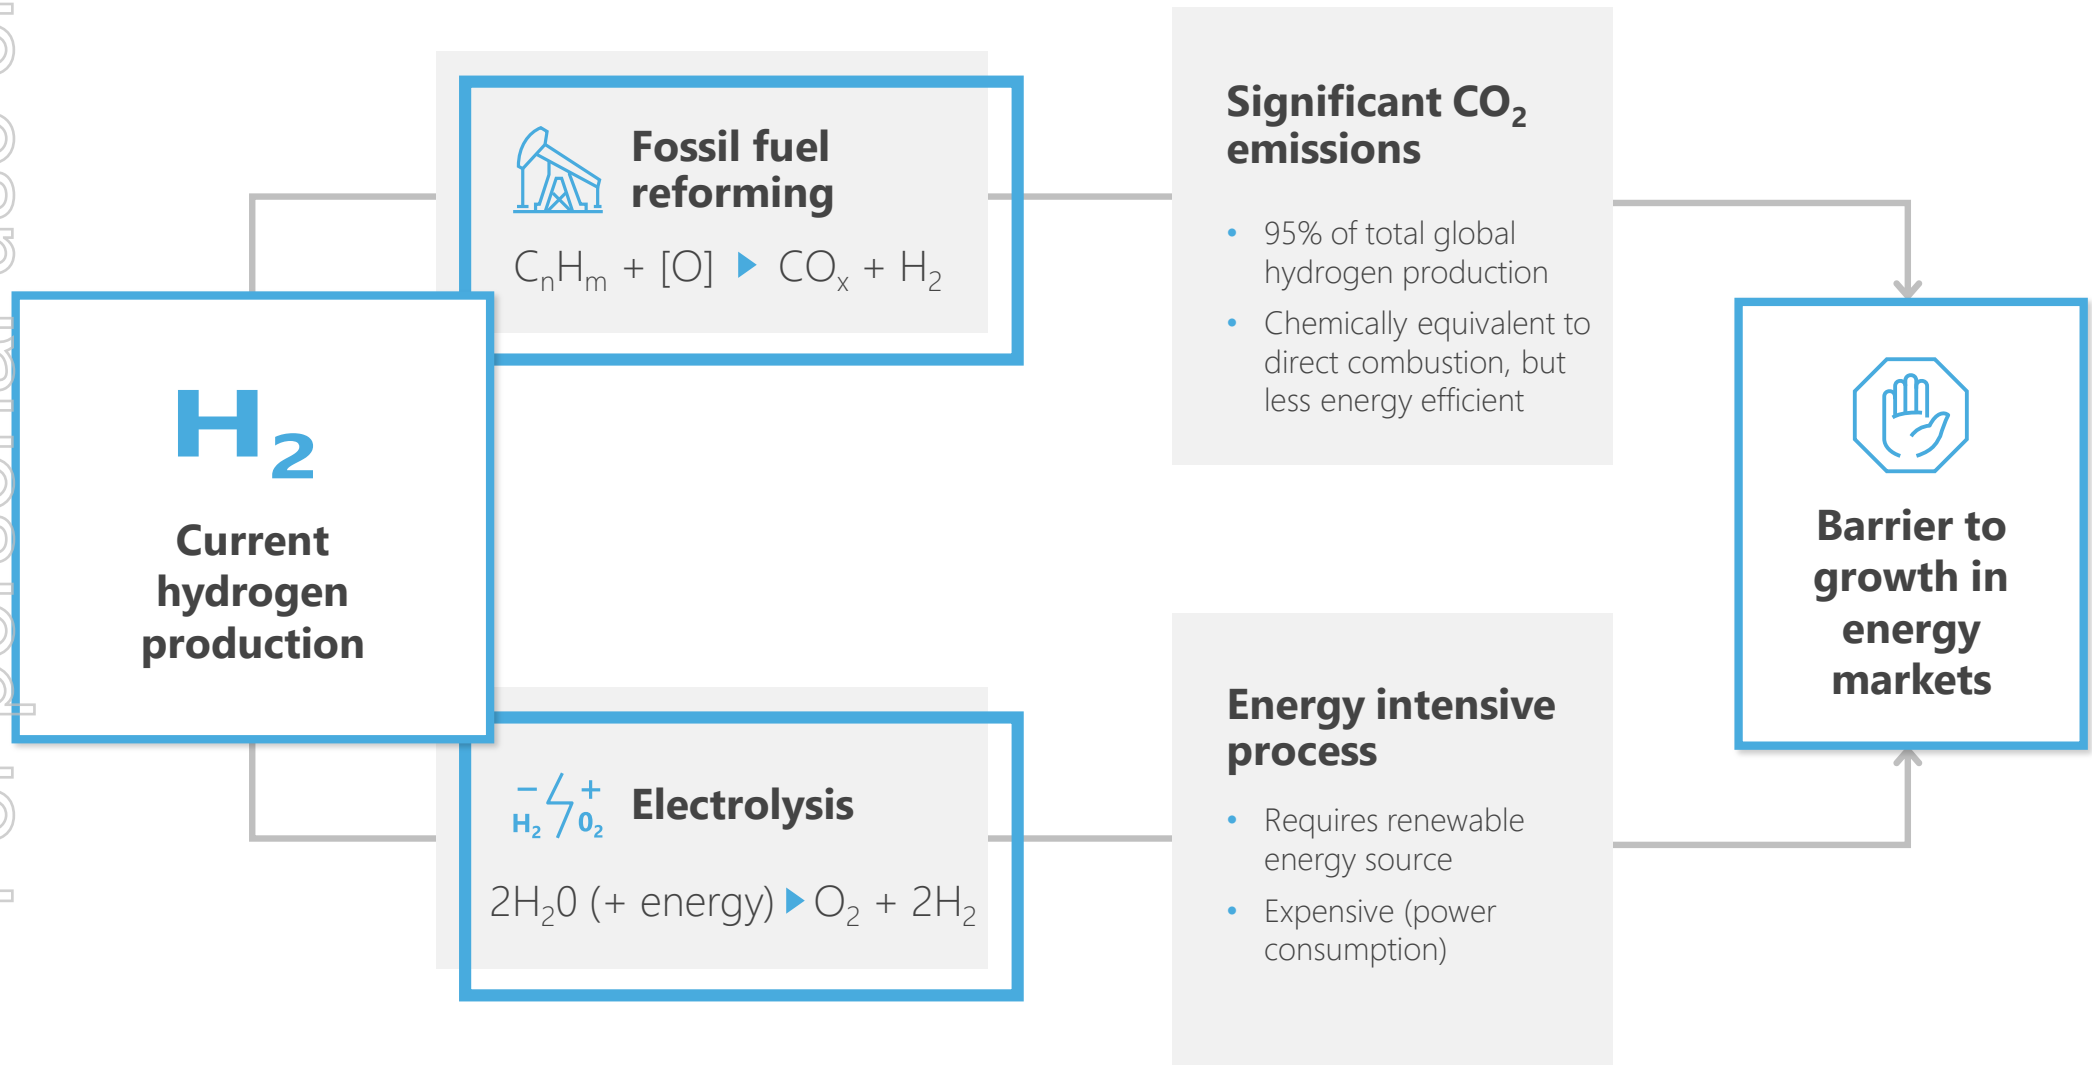 H₂
Current
hydrogen
production
Fossil fuel
reforming
CₙHₘ + [O] ▶ COₓ + H₂
Significant CO₂
emissions
• 95% of total global
hydrogen production
• Chemically equivalent to
direct combustion, but
less energy efficient
− +
H₂ 0₂
Electrolysis
2H₂0 (+ energy) ▶ O₂ + 2H₂
Energy intensive
process
• Requires renewable
energy source
• Expensive (power
consumption)
Barrier to
growth in
energy
markets